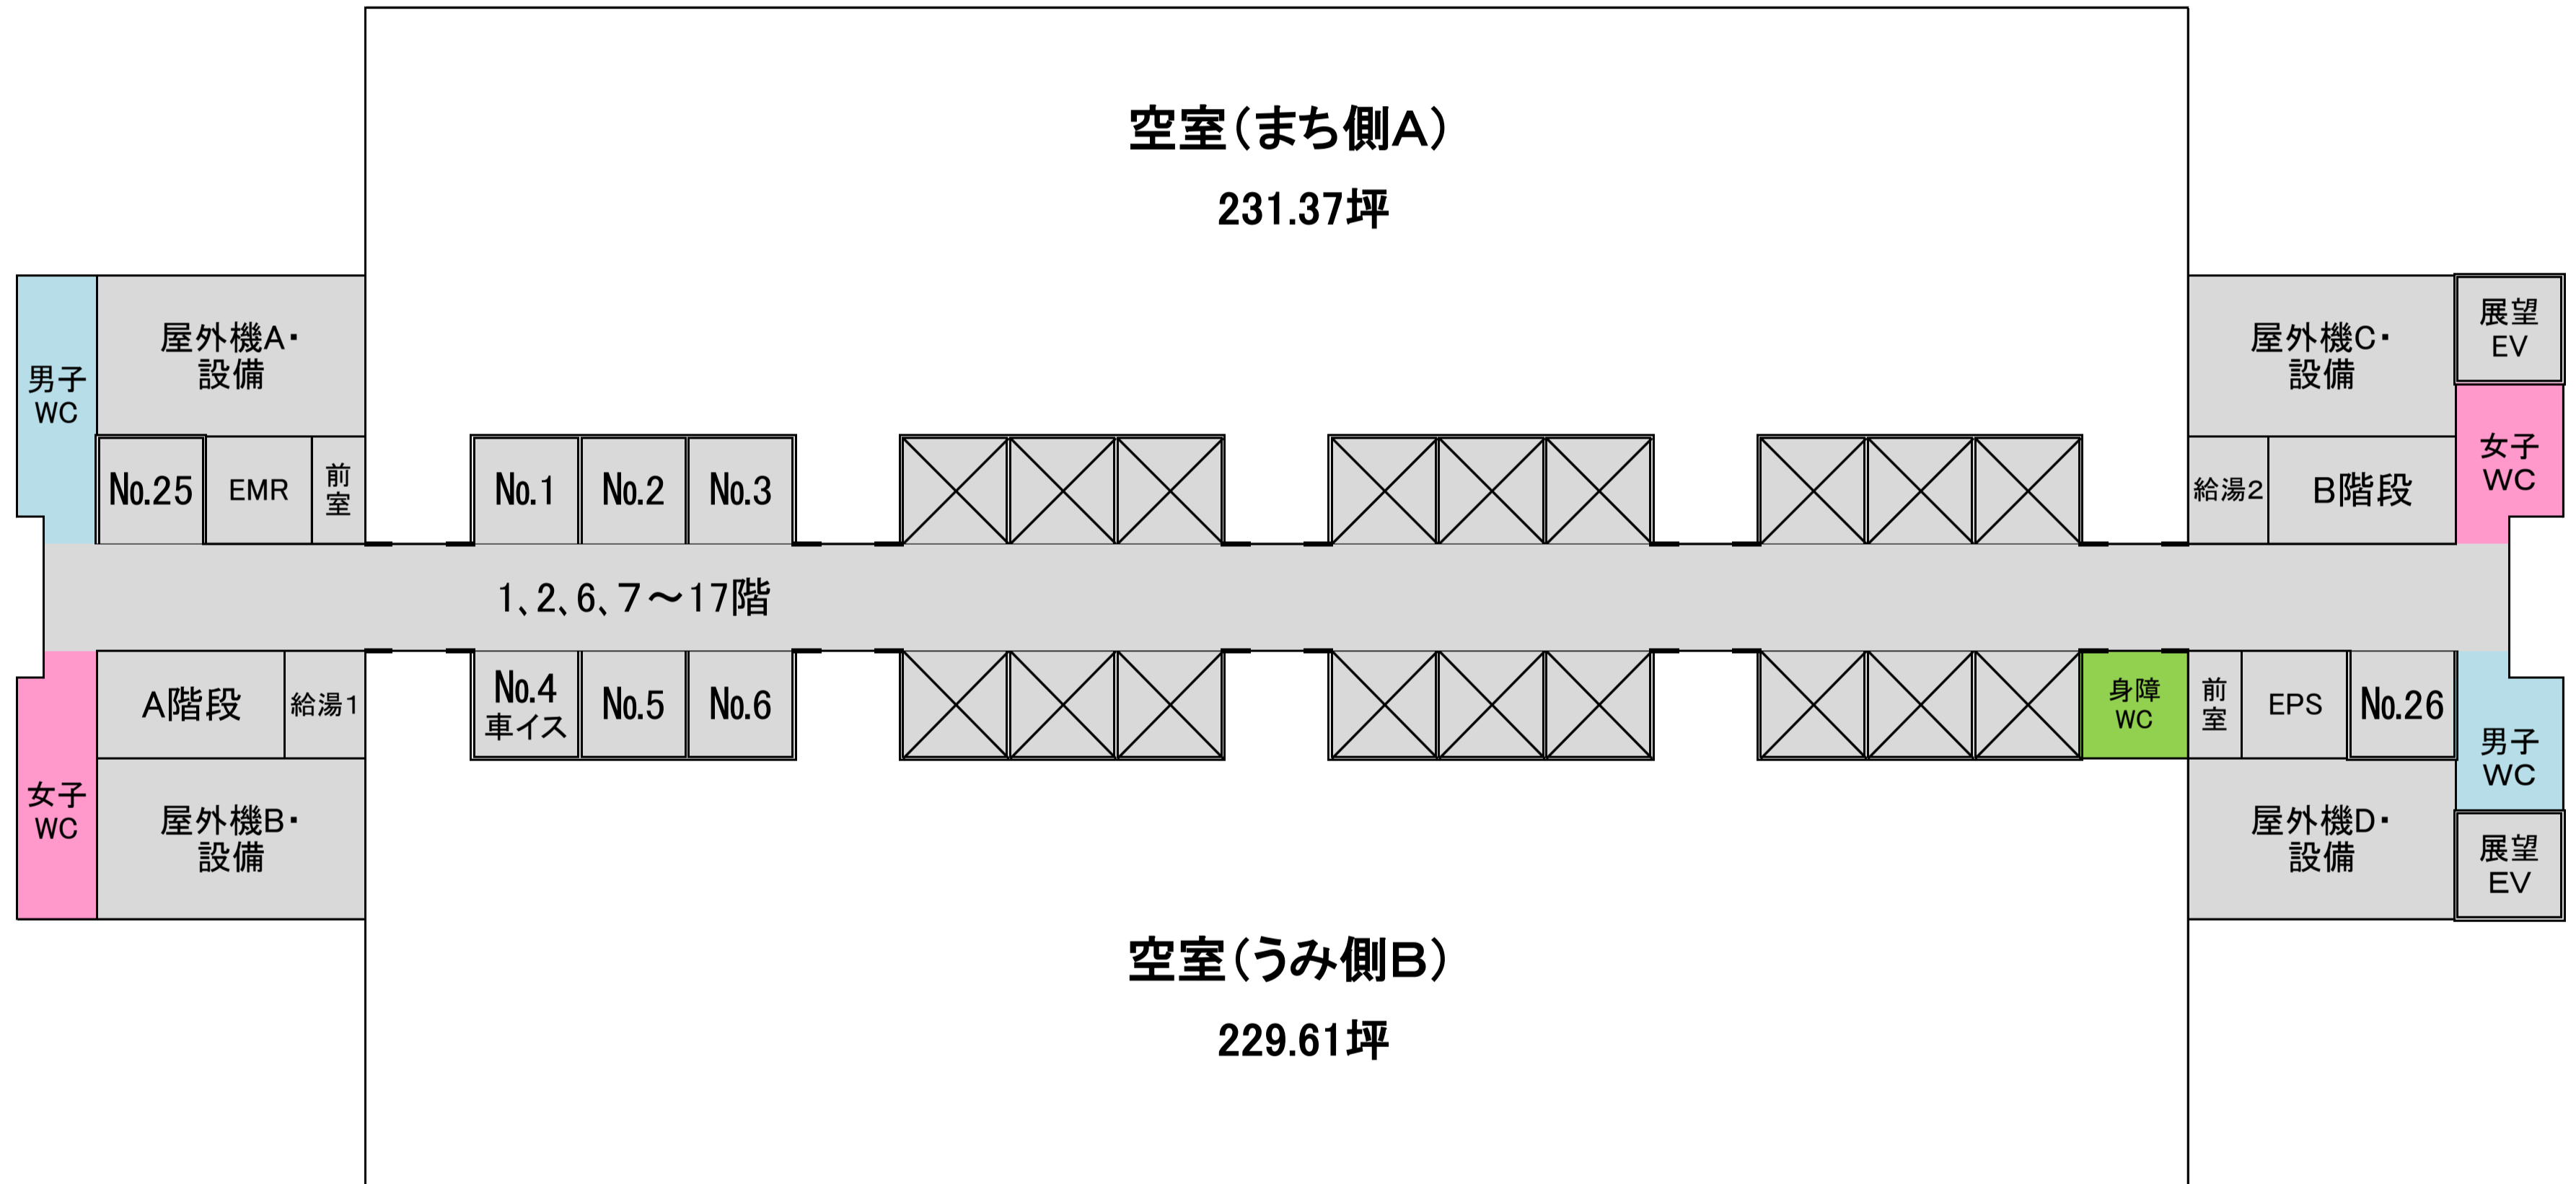 空室(まち側A)
231.37坪
男子
WC
屋外機A・
設備
屋外機C・
設備
展望
EV
女子
WC
No.25
EMR
前
室
No.1
No.2
No.3
給湯2
B階段
1、2、6、7~17階
A階段
給湯1
No.4
車イス
No.5
No.6
身障
WC
前
室
EPS
No.26
男子
WC
女子
WC
屋外機B・
設備
屋外機D・
設備
展望
EV
空室(うみ側B)
229.61坪